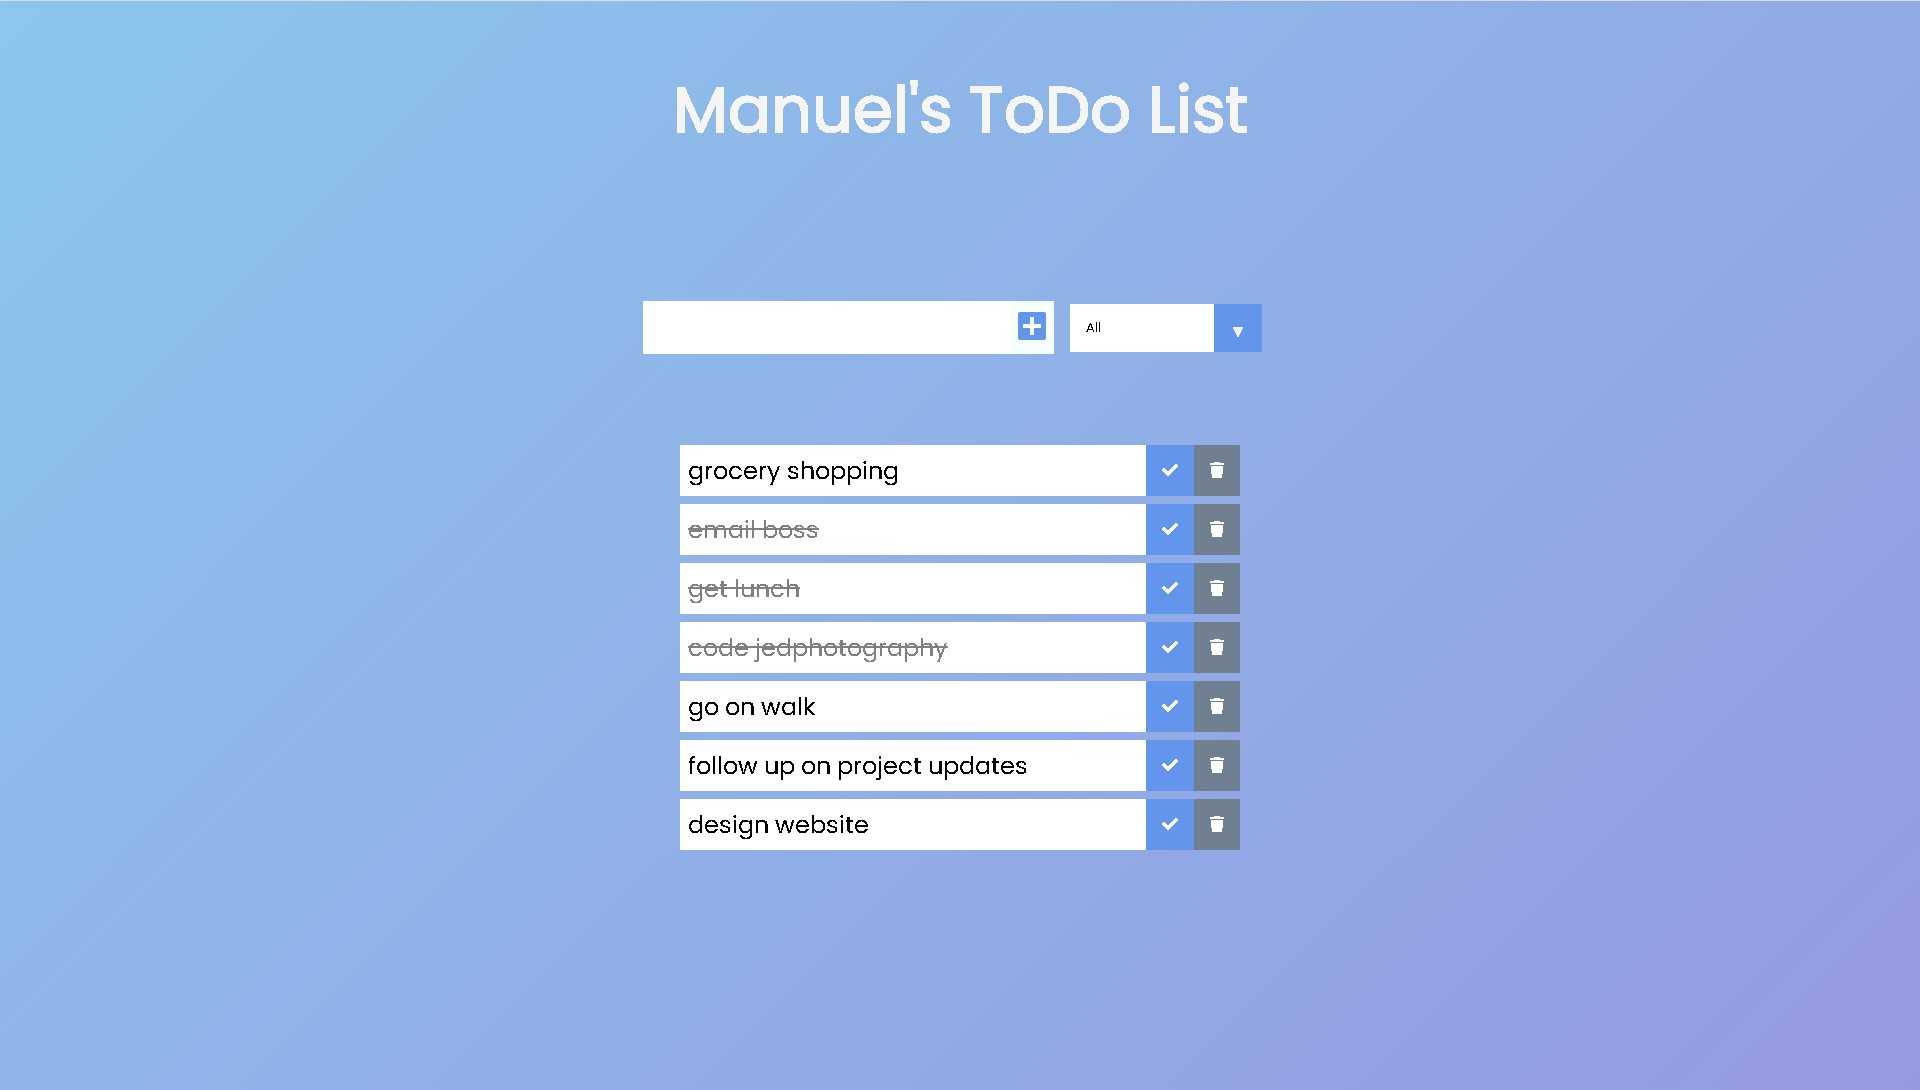 Manuel's ToDo List
All
grocery shopping
email boss
get lunch
code jedphotography
go on walk
follow up on project updates
design website